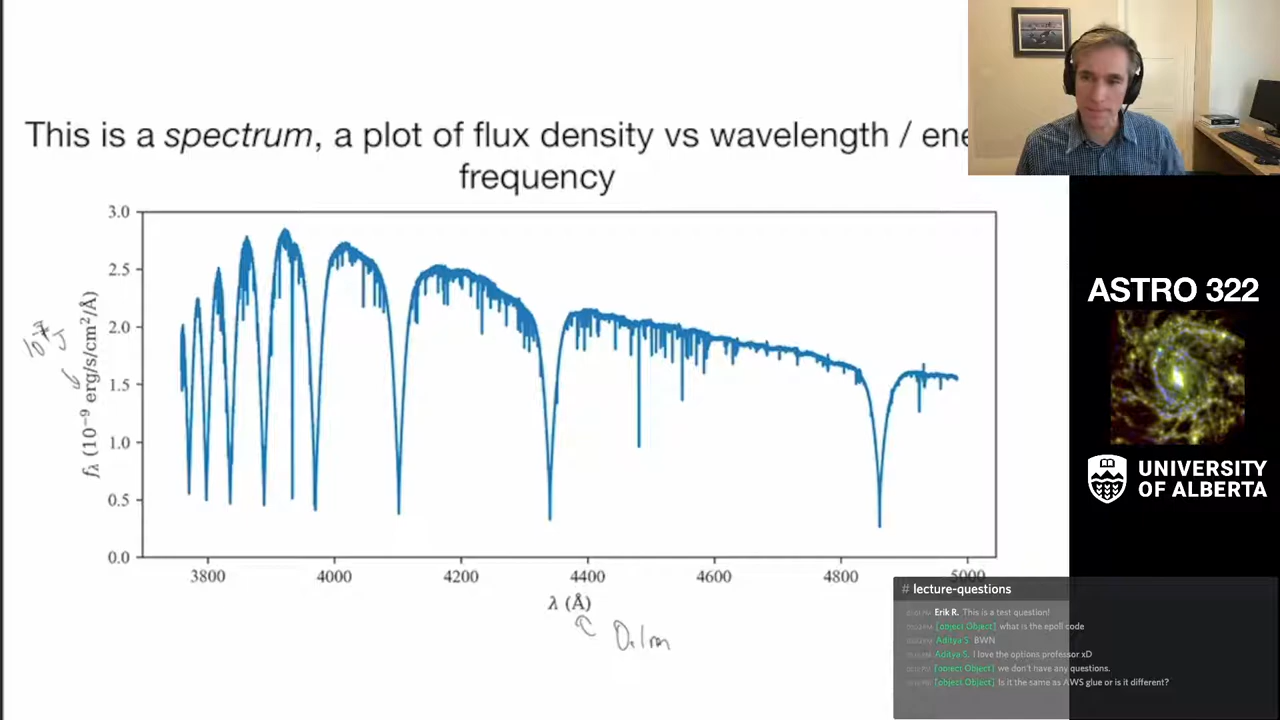 This is a spectrum, a plot of flux density vs wavelength / ene
frequency
3.0
2.5
2.0
1.5
1.0
0.5
0.0
fλ (10⁻⁹ erg/s/cm²/Å)
J
3800 4000 4200 4400 4600 4800 5000
λ (Å)
0.1nm
ASTRO 322
UNIVERSITY
OF ALBERTA
# lecture-questions
Erik R. This is a test question!
[object Object] what is the epoll code
Aditya S. BWN
Aditya S. I love the options professor xD
[object Object] we don't have any questions.
[object Object] Is it the same as AWS glue or is it different?